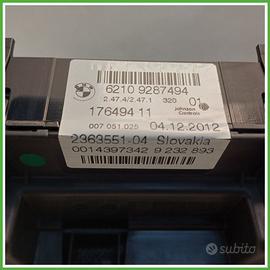 6210 9287494
2.47.4/2.47.1 320 01
176494 11
Johnson Controls
007.051.025 04.12.2012
2363551-04 Slovakia
0014397342 9 232 893
subito